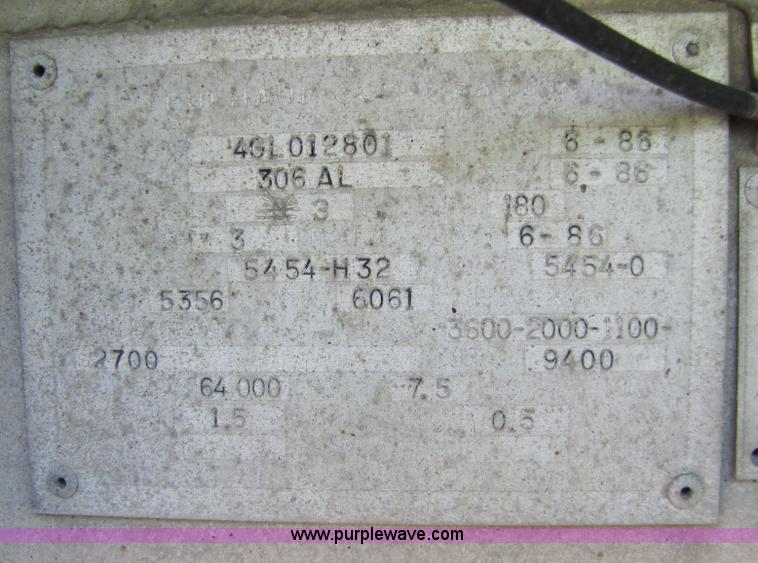 4GL012801 6-86
306 AL 6-86
3 180
3 6-86
5454-H32 5454-0
5356 6061
3600-2000-1100-
2700 9400
64 000 7.5
1.5 0.5
www.purplewave.com